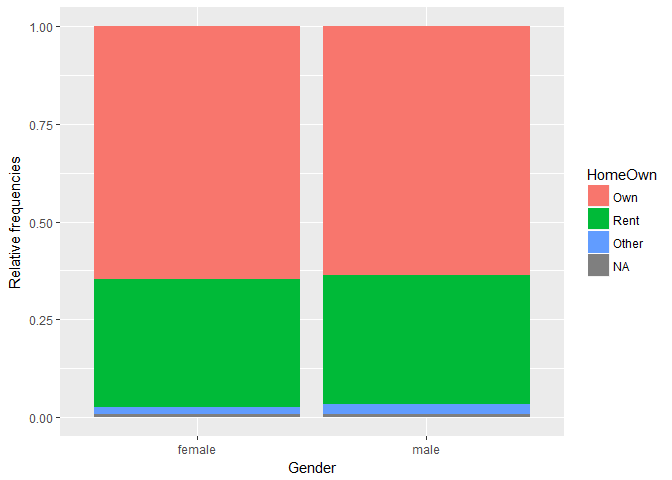 1.00
0.75
0.50
0.25
0.00
Relative frequencies
female
male
Gender
HomeOwn
Own
Rent
Other
NA